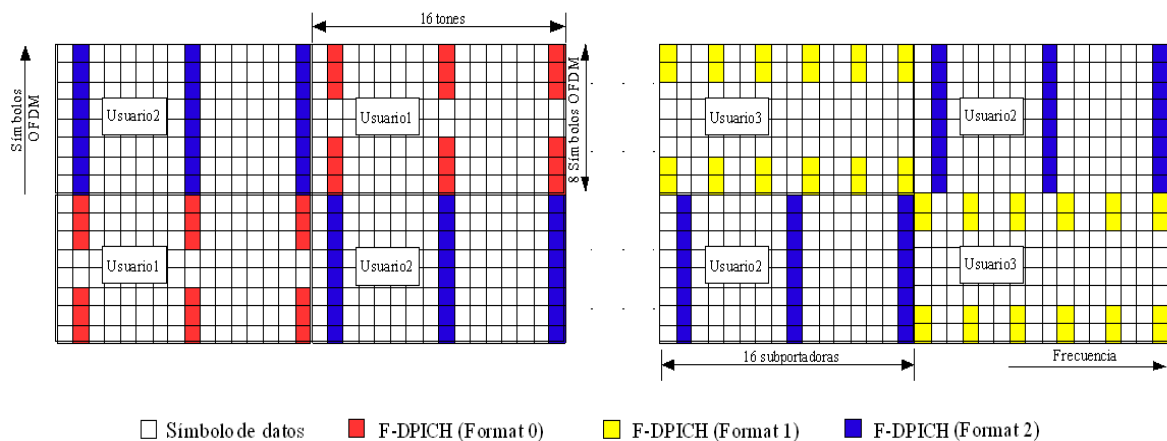 16 tones
Símbolos
OFDM
Usuario2
Usuario1
8 Símbolos OFDM
Usuario3
Usuario2
Usuario1
Usuario2
Usuario2
Usuario3
16 subportadoras
Frecuencia
Símbolo de datos
F-DPICH (Format 0)
F-DPICH (Format 1)
F-DPICH (Format 2)